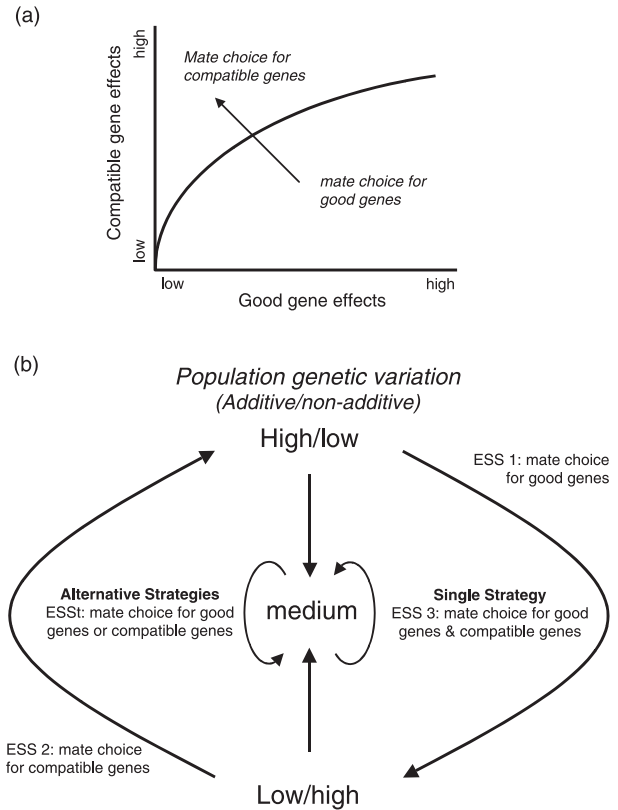 (a)
high
Mate choice for
compatible genes
Compatible gene effects
mate choice for
good genes
low
low
high
Good gene effects
(b)
Population genetic variation
(Additive/non-additive)
High/low
ESS 1: mate choice
for good genes
Alternative Strategies
ESSt: mate choice for good
genes or compatible genes
medium
Single Strategy
ESS 3: mate choice for good
genes & compatible genes
ESS 2: mate choice
for compatible genes
Low/high